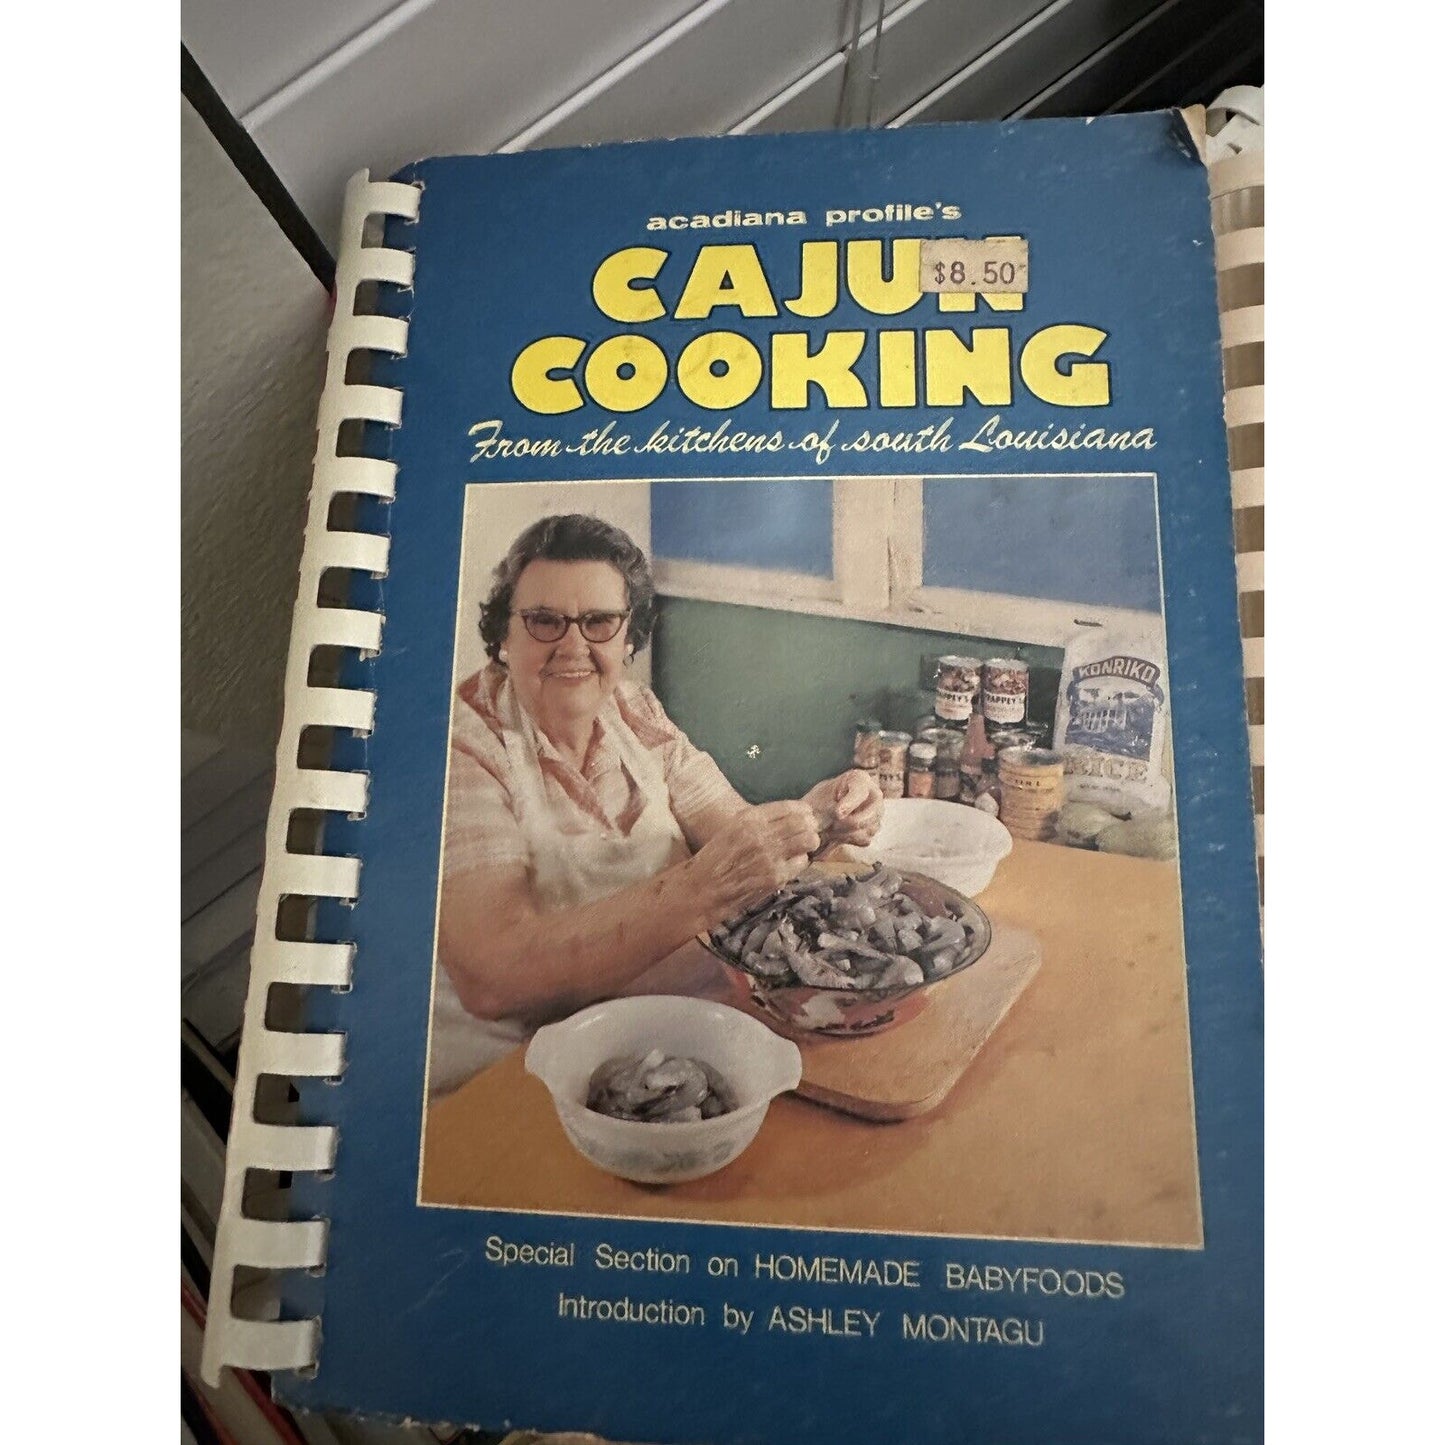 acadiana profile's
CAJUN
$8.50
COOKING
From the kitchens of south Louisiana
KONRIKO
RICE
Special Section on HOMEMADE BABYFOODS
Introduction by ASHLEY MONTAGU